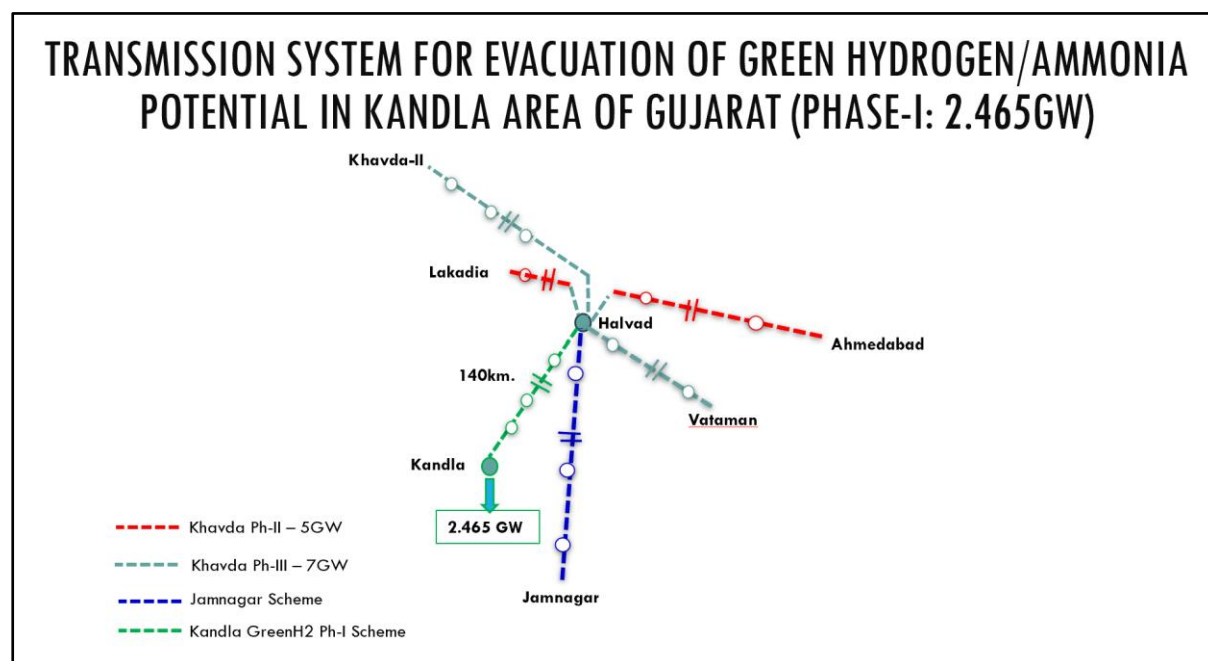 TRANSMISSION SYSTEM FOR EVACUATION OF GREEN HYDROGEN/AMMONIA
POTENTIAL IN KANDLA AREA OF GUJARAT (PHASE-I: 2.465GW)
Khavda-II
Lakadia
Halvad
Ahmedabad
140km.
Vataman
Kandla
2.465 GW
Jamnagar
Khavda Ph-II – 5GW
Khavda Ph-III – 7GW
Jamnagar Scheme
Kandla GreenH2 Ph-I Scheme